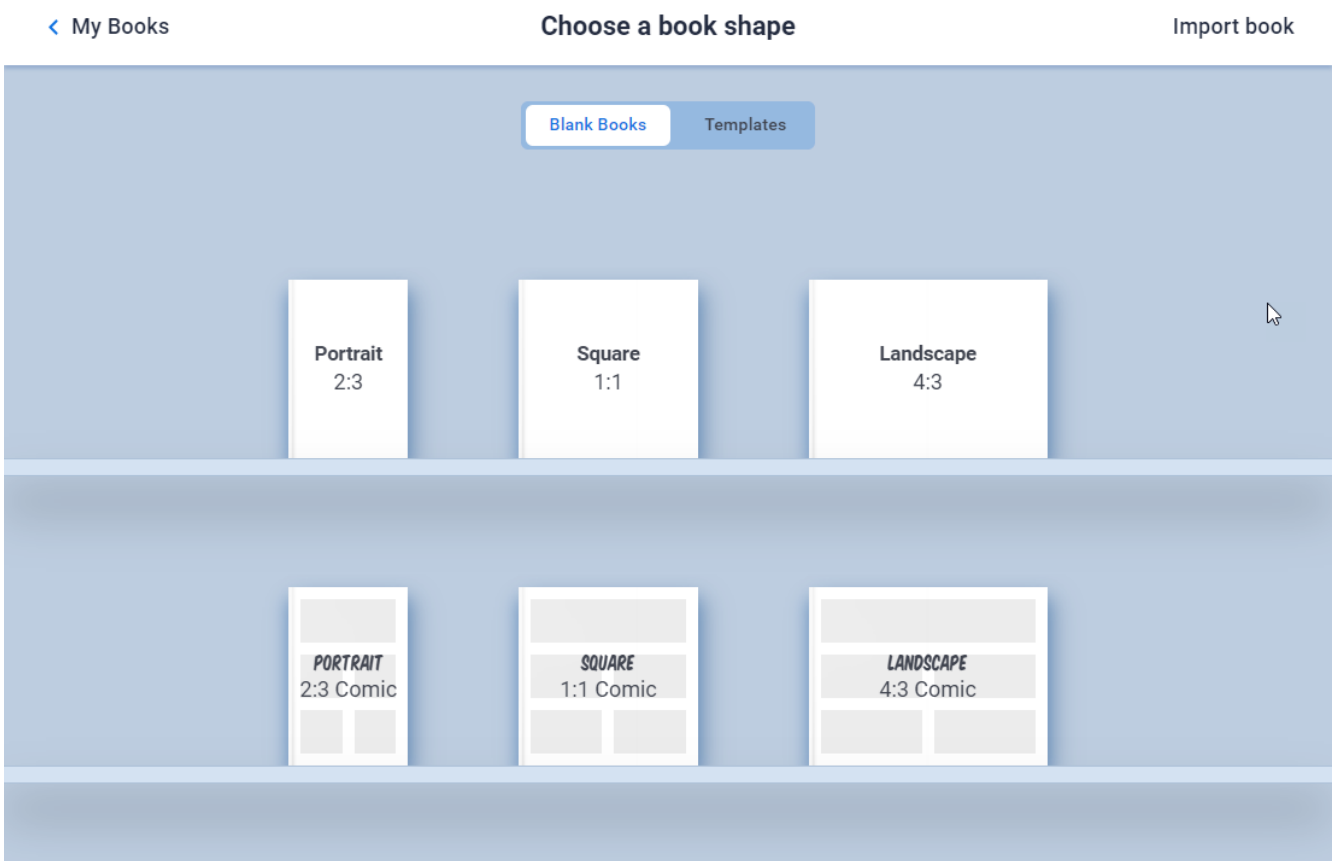 My Books
Choose a book shape
Import book
Blank Books
Templates
Portrait
2:3
Square
1:1
Landscape
4:3
PORTRAIT
2:3 Comic
SQUARE
1:1 Comic
LANDSCAPE
4:3 Comic